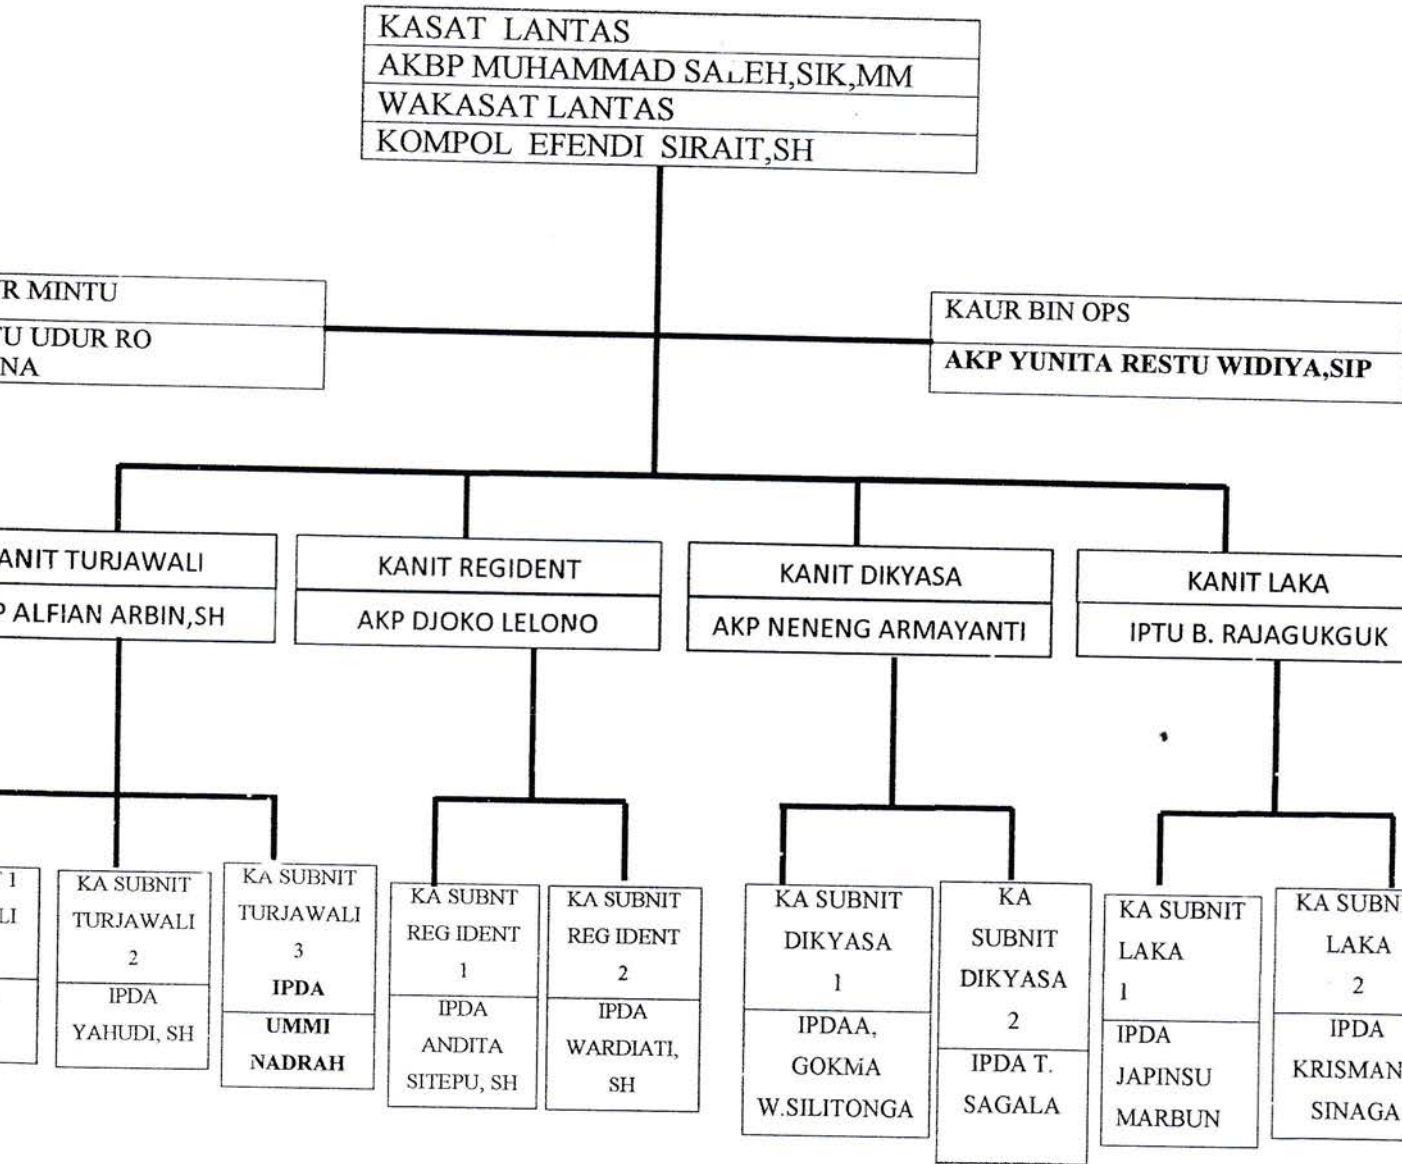 KASAT LANTAS
AKBP MUHAMMAD SALEH,SIK,MM
WAKASAT LANTAS
KOMPOL EFENDI SIRAIT,SH
R MINTU
TU UDUR RO
NA
KAUR BIN OPS
AKP YUNITA RESTU WIDIYA,SIP
ANIT TURJAWALI
P ALFIAN ARBIN,SH
KANIT REGIDENT
AKP DJOKO LELONO
KANIT DIKYASA
AKP NENENG ARMAYANTI
KANIT LAKA
IPTU B. RAJAGUKGUK
1
LI
KA SUBNIT
TURJAWALI
2
IPDA
YAHUDI, SH
KA SUBNIT
TURJAWALI
3
IPDA
UMMI
NADRAH
KA SUBNT
REG IDENT
1
IPDA
ANDITA
SITEPU, SH
KA SUBNIT
REG IDENT
2
IPDA
WARDIATI,
SH
KA SUBNIT
DIKYASA
1
IPDAA,
GOKMA
W.SILITONGA
KA
SUBNIT
DIKYASA
2
IPDA T.
SAGALA
KA SUBNIT
LAKA
1
IPDA
JAPINSU
MARBUN
KA SUBN
LAKA
2
IPDA
KRISMAN
SINAGA